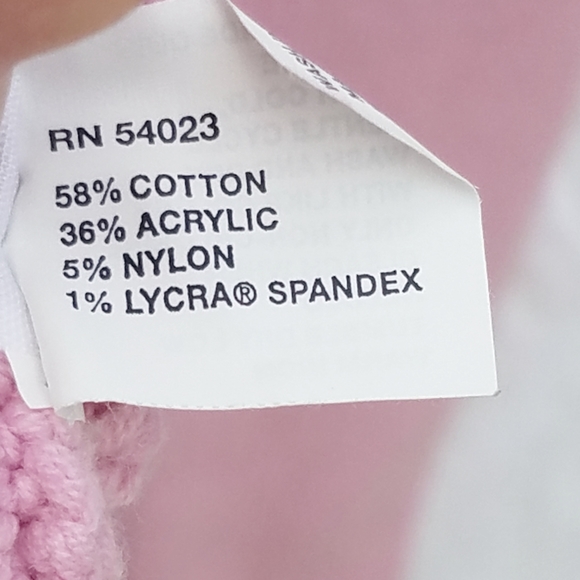 RN 54023
58% COTTON
36% ACRYLIC
5% NYLON
1% LYCRA® SPANDEX